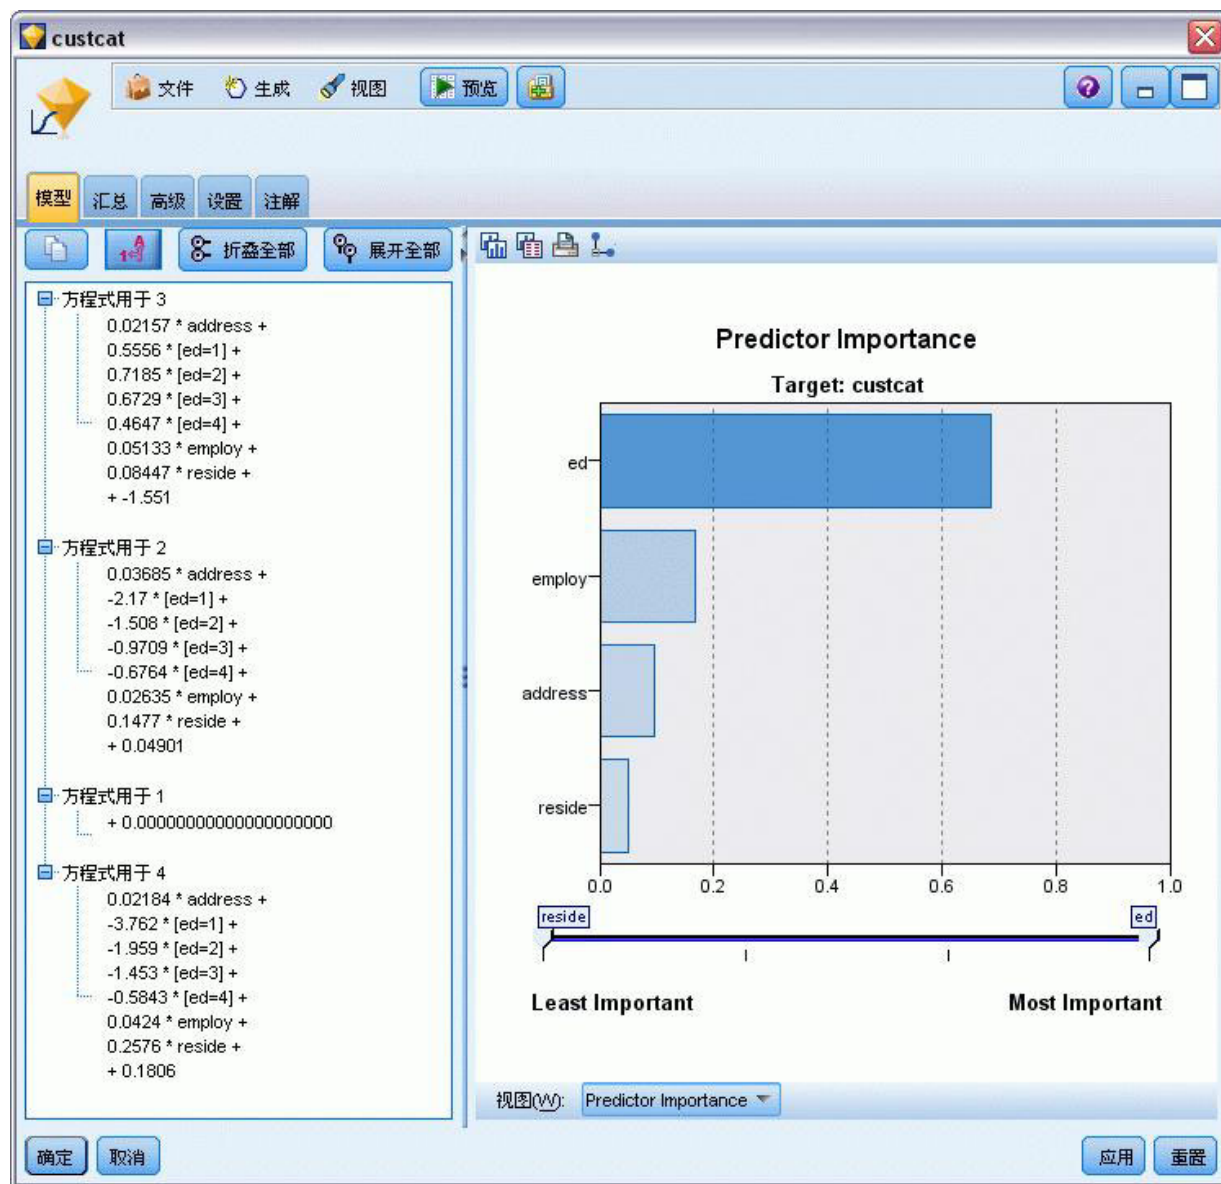 custcat
文件 生成 视图 预览
模型 汇总 高级 设置 注解
折叠全部 展开全部
方程式用于 3
0.02157 * address +
0.5556 * [ed=1] +
0.7185 * [ed=2] +
0.6729 * [ed=3] +
0.4647 * [ed=4] +
0.05133 * employ +
0.08447 * reside +
+ -1.551
方程式用于 2
0.03685 * address +
-2.17 * [ed=1] +
-1.508 * [ed=2] +
-0.9709 * [ed=3] +
-0.6764 * [ed=4] +
0.02635 * employ +
0.1477 * reside +
+ 0.04901
方程式用于 1
+ 0.00000000000000000000
方程式用于 4
0.02184 * address +
-3.762 * [ed=1] +
-1.959 * [ed=2] +
-1.453 * [ed=3] +
-0.5843 * [ed=4] +
0.0424 * employ +
0.2576 * reside +
+ 0.1806
Predictor Importance
Target: custcat
ed
employ
address
reside
0.0 0.2 0.4 0.6 0.8 1.0
reside ed
Least Important Most Important
视图(W): Predictor Importance
确定 取消 应用 重置